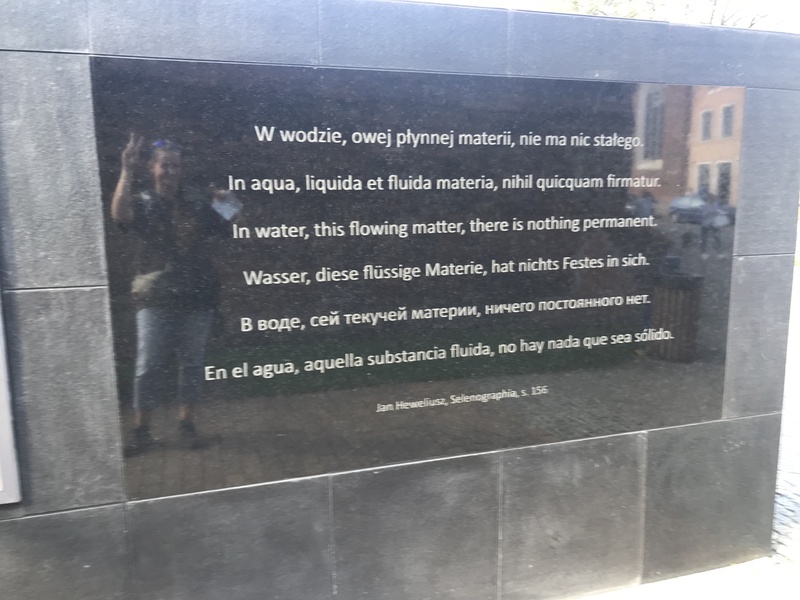 W wodzie, owej płynnej materii, nie ma nic stałego.
In aqua, liquida et fluida materia, nihil quicquam firmatur.
In water, this flowing matter, there is nothing permanent.
Wasser, diese flüssige Materie, hat nichts Festes in sich.
В воде, сей текучей материи, ничего постоянного нет.
En el agua, aquella substancia fluida, no hay nada que sea sólido.
Jan Heweliusz, Selenographia, s. 156